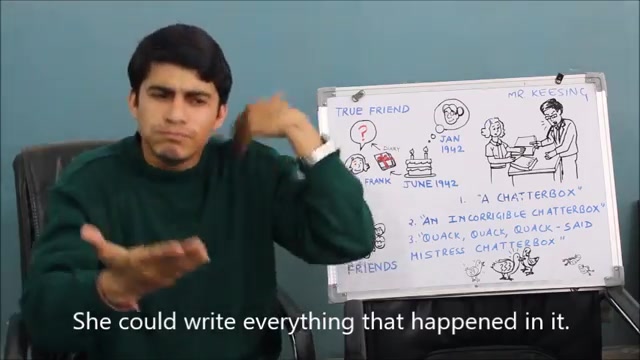 TRUE FRIEND
MR KEESING
?
DIARY
JAN
1942
FRANK
JUNE 1942
1. "A CHATTERBOX"
2. "AN INCORRIGIBLE CHATTERBOX"
3. "QUACK, QUACK, QUACK-SAID
MISTRESS CHATTERBOX"
FRIENDS
She could write everything that happened in it.